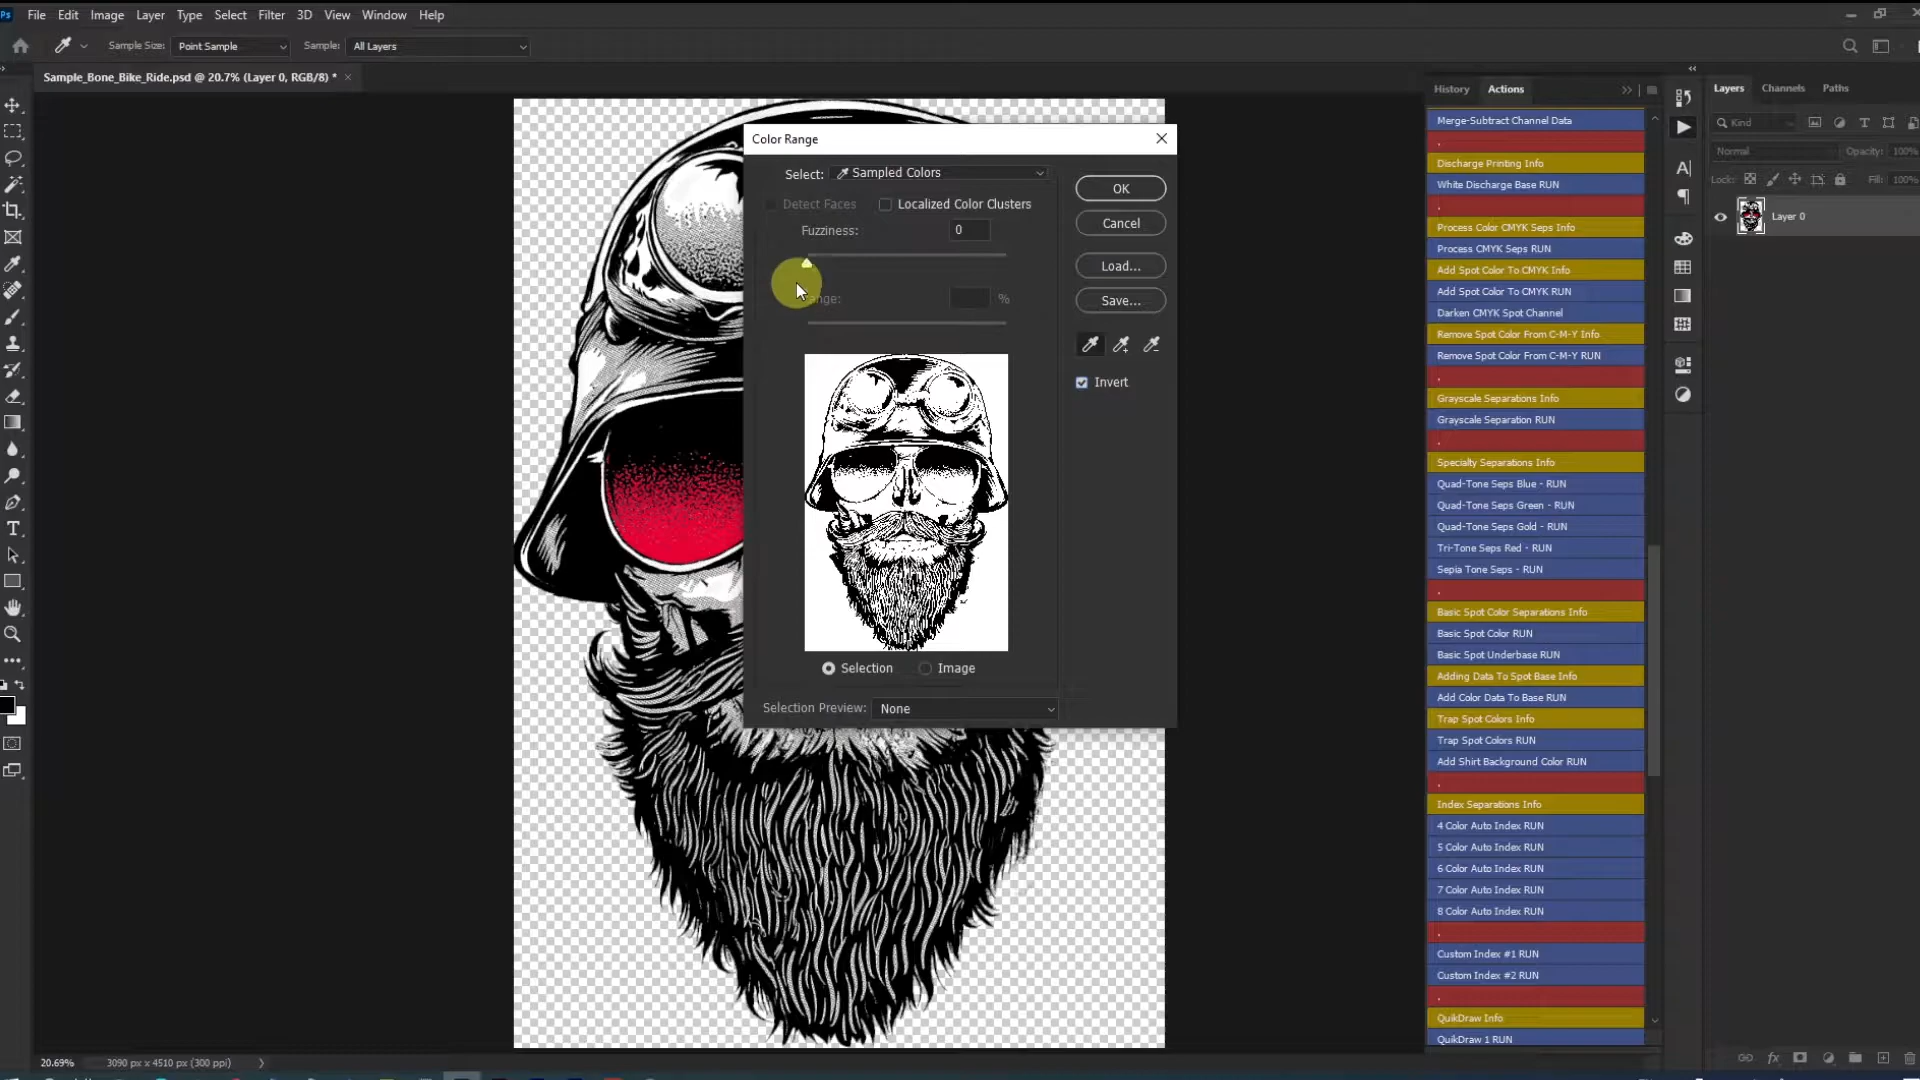 Ps File Edit Image Layer Type Select Filter 3D View Window Help
Sample Size: Point Sample Sample: All Layers
Sample_Bone_Bike_Ride.psd @ 20.7% (Layer 0, RGB/8) *
Color Range
Select: Sampled Colors
Detect Faces Localized Color Clusters
Fuzziness: 0
%
OK
Cancel
Load...
Save...
Invert
Selection Image
Selection Preview: None
History Actions
Merge-Subtract Channel Data
.
Discharge Printing Info
White Discharge Base RUN
.
Process Color CMYK Seps Info
Process CMYK Seps RUN
Add Spot Color To CMYK Info
Add Spot Color To CMYK RUN
Darken CMYK Spot Channel
Remove Spot Color From C-M-Y Info
Remove Spot Color From C-M-Y RUN
.
Grayscale Separations Info
Grayscale Separation RUN
.
Specialty Separations Info
Quad-Tone Seps Blue - RUN
Quad-Tone Seps Green - RUN
Quad-Tone Seps Gold - RUN
Tri-Tone Seps Red - RUN
Sepia Tone Seps - RUN
.
Basic Spot Color Separations Info
Basic Spot Color RUN
Basic Spot Underbase RUN
Adding Data To Spot Base Info
Add Color Data To Base RUN
Trap Spot Colors Info
Trap Spot Colors RUN
Add Shirt Background Color RUN
.
Index Separations Info
4 Color Auto Index RUN
5 Color Auto Index RUN
6 Color Auto Index RUN
7 Color Auto Index RUN
8 Color Auto Index RUN
.
Custom Index #1 RUN
Custom Index #2 RUN
.
QuikDraw Info
QuikDraw 1 RUN
Layers Channels Paths
Kind
Normal Opacity: 100%
Lock: Fill: 100%
Layer 0
20.69% 3090 px x 4510 px (300 ppi)